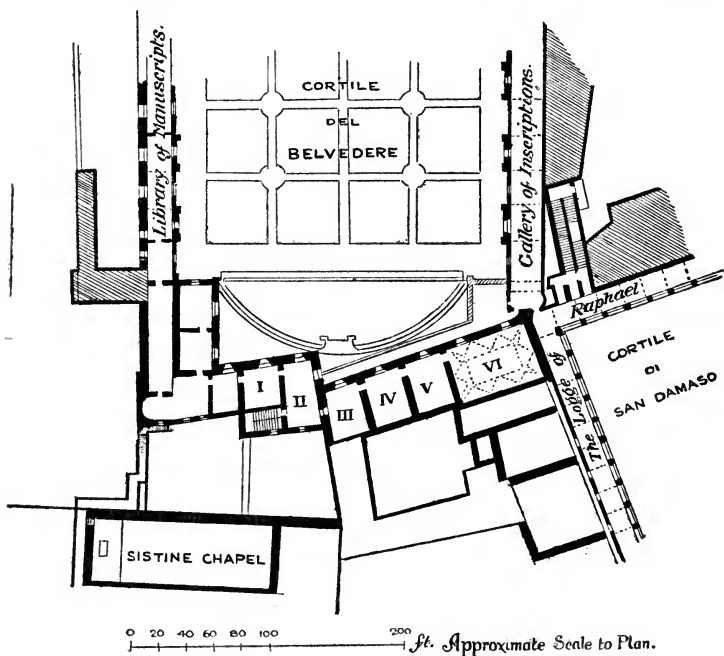 Library of Manuscripts.
CORTILE
DEL
BELVEDERE
Gallery of Inscriptions.
The Logge of
Raphael
CORTILE
DI
SAN DAMASO
I
II
III
IV
V
VI
SISTINE CHAPEL
0 20 40 60 80 100 200 ft. Approximate Scale to Plan.